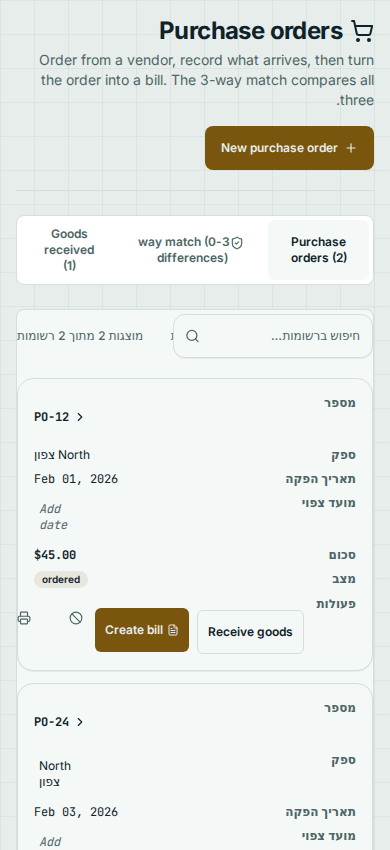 Purchase orders
Order from a vendor, record what arrives, then turn
the order into a bill. The 3-way match compares all
.three
New purchase order
Purchase
orders (2)
way match (0-3
differences)
Goods
received
(1)
חיפוש ברשומות...
מוצגות 2 מתוך 2 רשומות
מספר
PO-12
ספק
North צפון
תאריך הפקה
Feb 01, 2026
מועד צפוי
Add
date
סכום
$45.00
מצב
ordered
פעולות
Receive goods
Create bill
מספר
PO-24
ספק
North
צפון
תאריך הפקה
Feb 03, 2026
מועד צפוי
Add